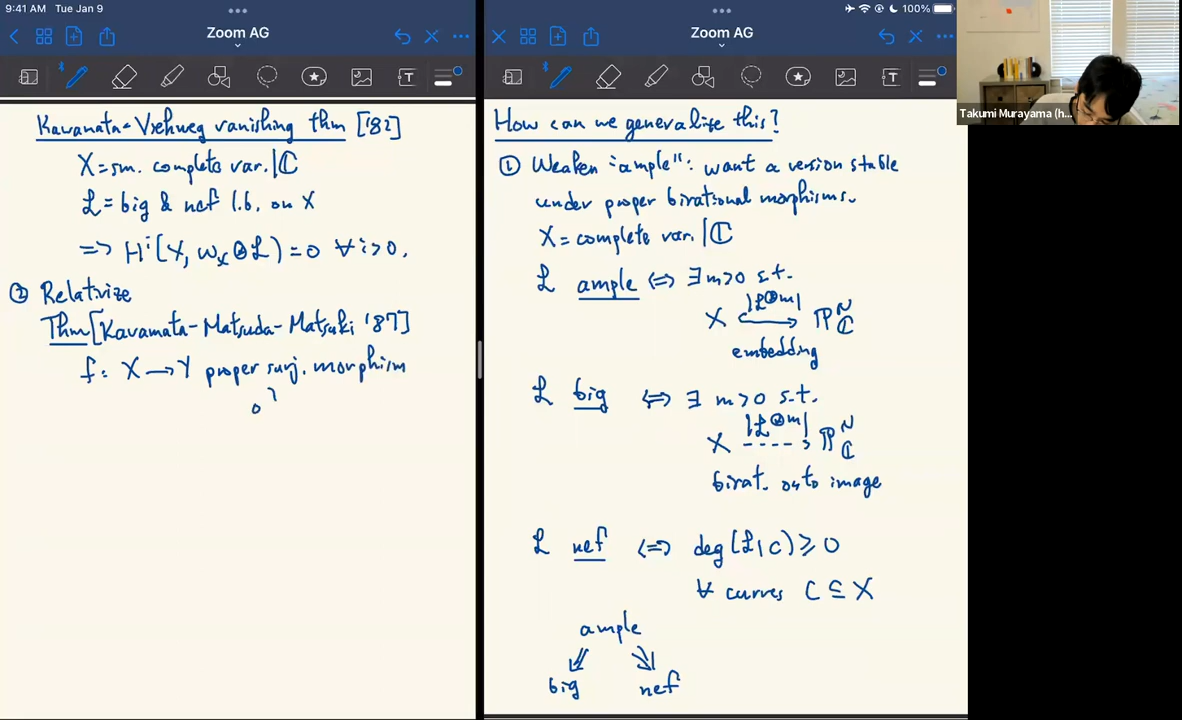 9:41 AM Tue Jan 9
Zoom AG
Kawamata-Viehweg vanishing thm ['82]
X = sm. complete var. / ℂ
ℒ = big & nef l.b. on X
=> Hⁱ(X, ω_X ⊗ ℒ) = 0 ∀ i > 0.
② Relativize
Thm [Kawamata-Matsuda-Matsuki '87]
f: X → Y proper surj. morphism
100%
Zoom AG
How can we generalize this?
① Weaken "ample": want a version stable
under proper birational morphisms.
X = complete var. / ℂ
ℒ ample <=> ∃ m > 0 s.t.
|ℒ^⊗m|
X ↪ ℙ^N_ℂ
embedding
ℒ big <=> ∃ m > 0 s.t.
|ℒ^⊗m|
X ⇢ ℙ^N_ℂ
birat. onto image
ℒ nef <=> deg(ℒ|C) ≥ 0
∀ curves C ⊆ X
ample
big nef
Takumi Murayama (h...